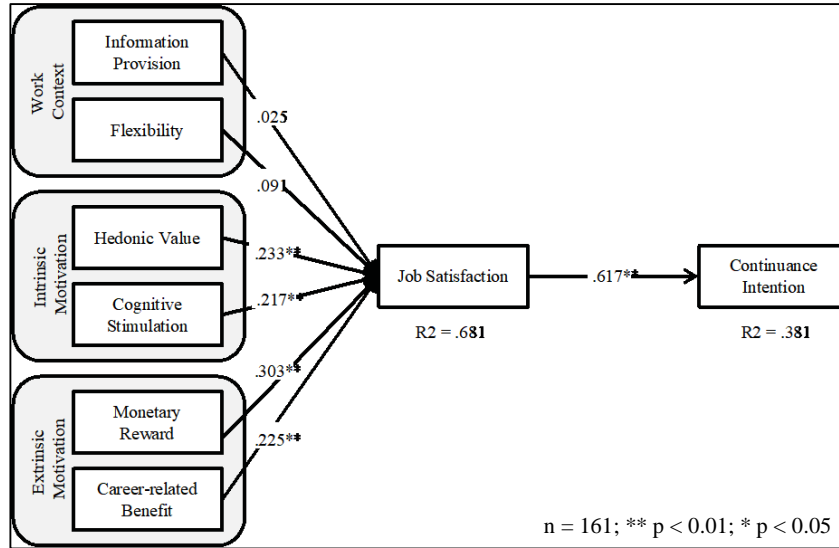 Work
Context
Information
Provision
Flexibility
Intrinsic
Motivation
Hedonic Value
Cognitive
Stimulation
Extrinsic
Motivation
Monetary
Reward
Career-related
Benefit
.025
.091
.233**
.217**
.303**
.225**
Job Satisfaction
R2 = .681
.617**
Continuance
Intention
R2 = .381
n = 161; ** p < 0.01; * p < 0.05